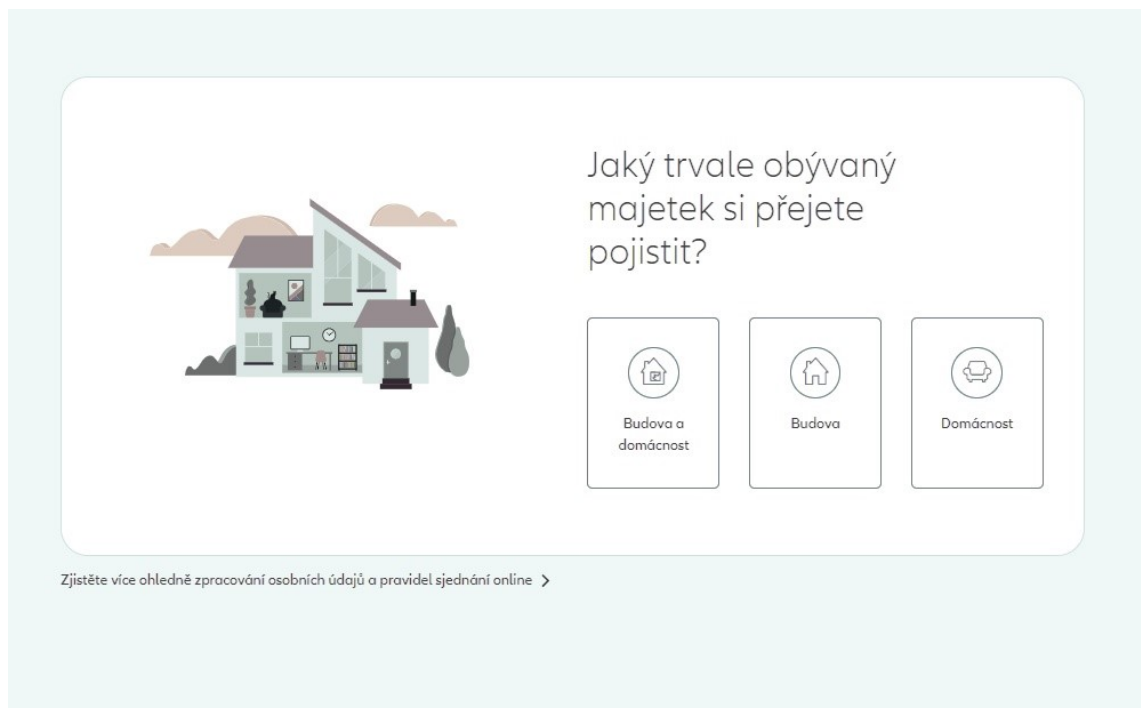 Jaký trvale obývaný
majetek si přejete
pojistit?
Budova a
domácnost
Budova
Domácnost
Zjistěte více ohledně zpracování osobních údajů a pravidel sjednání online